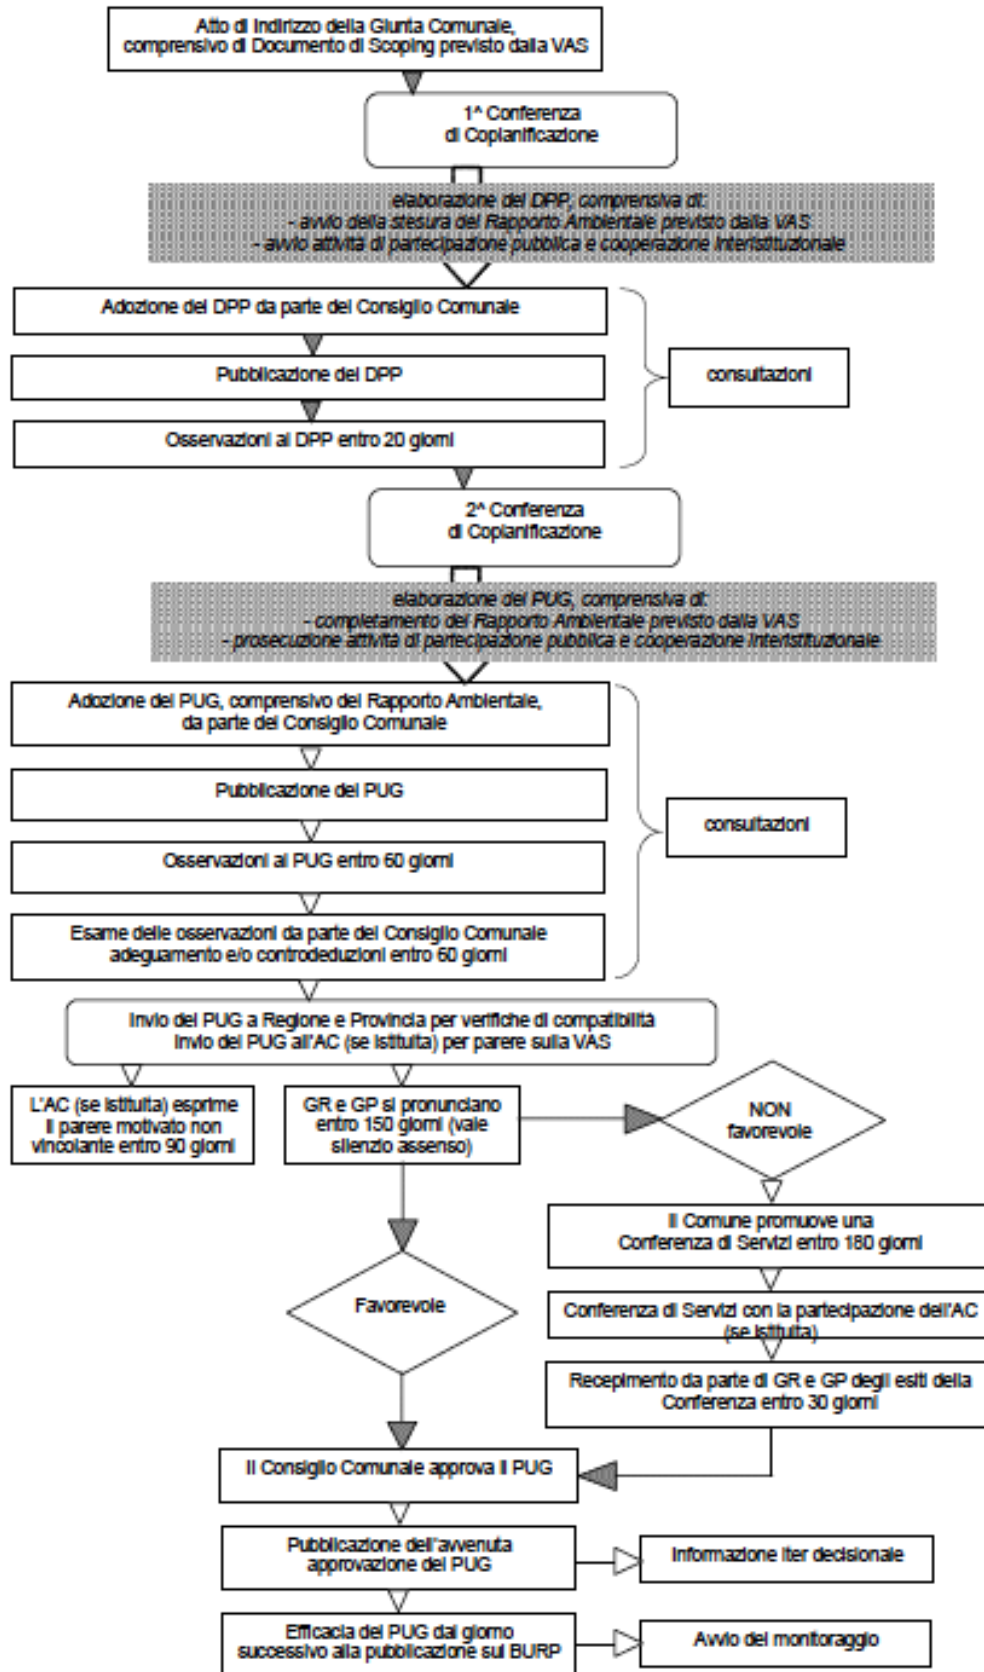 Atto di Indirizzo della Giunta Comunale,
comprensivo di Documento di Scoping previsto dalla VAS
1^ Conferenza
di Copianificazione
elaborazione del DPP, comprensiva di:
- avvio della stesura del Rapporto Ambientale previsto dalla VAS
- avvio attività di partecipazione pubblica e cooperazione interistituzionale
Adozione del DPP da parte del Consiglio Comunale
Pubblicazione del DPP
consultazioni
Osservazioni al DPP entro 20 giorni
2^ Conferenza
di Copianificazione
elaborazione del PUG, comprensiva di:
- completamento del Rapporto Ambientale previsto dalla VAS
- prosecuzione attività di partecipazione pubblica e cooperazione interistituzionale
Adozione del PUG, comprensivo del Rapporto Ambientale,
da parte del Consiglio Comunale
Pubblicazione del PUG
consultazioni
Osservazioni al PUG entro 60 giorni
Esame delle osservazioni da parte del Consiglio Comunale
adeguamento e/o controdeduzioni entro 60 giorni
Invio del PUG a Regione e Provincia per verifiche di compatibilità
Invio del PUG all'AC (se istituita) per parere sulla VAS
L'AC (se istituita) esprime
il parere motivato non
vincolante entro 90 giorni
GR e GP si pronunciano
entro 150 giorni (vale
silenzio assenso)
NON
favorevole
Il Comune promuove una
Conferenza di Servizi entro 180 giorni
Favorevole
Conferenza di Servizi con la partecipazione dell'AC
(se istituita)
Recepimento da parte di GR e GP degli esiti della
Conferenza entro 30 giorni
Il Consiglio Comunale approva il PUG
Pubblicazione dell'avvenuta
approvazione del PUG
Informazione iter decisionale
Efficacia del PUG dal giorno
successivo alla pubblicazione sul BURP
Avvio del monitoraggio